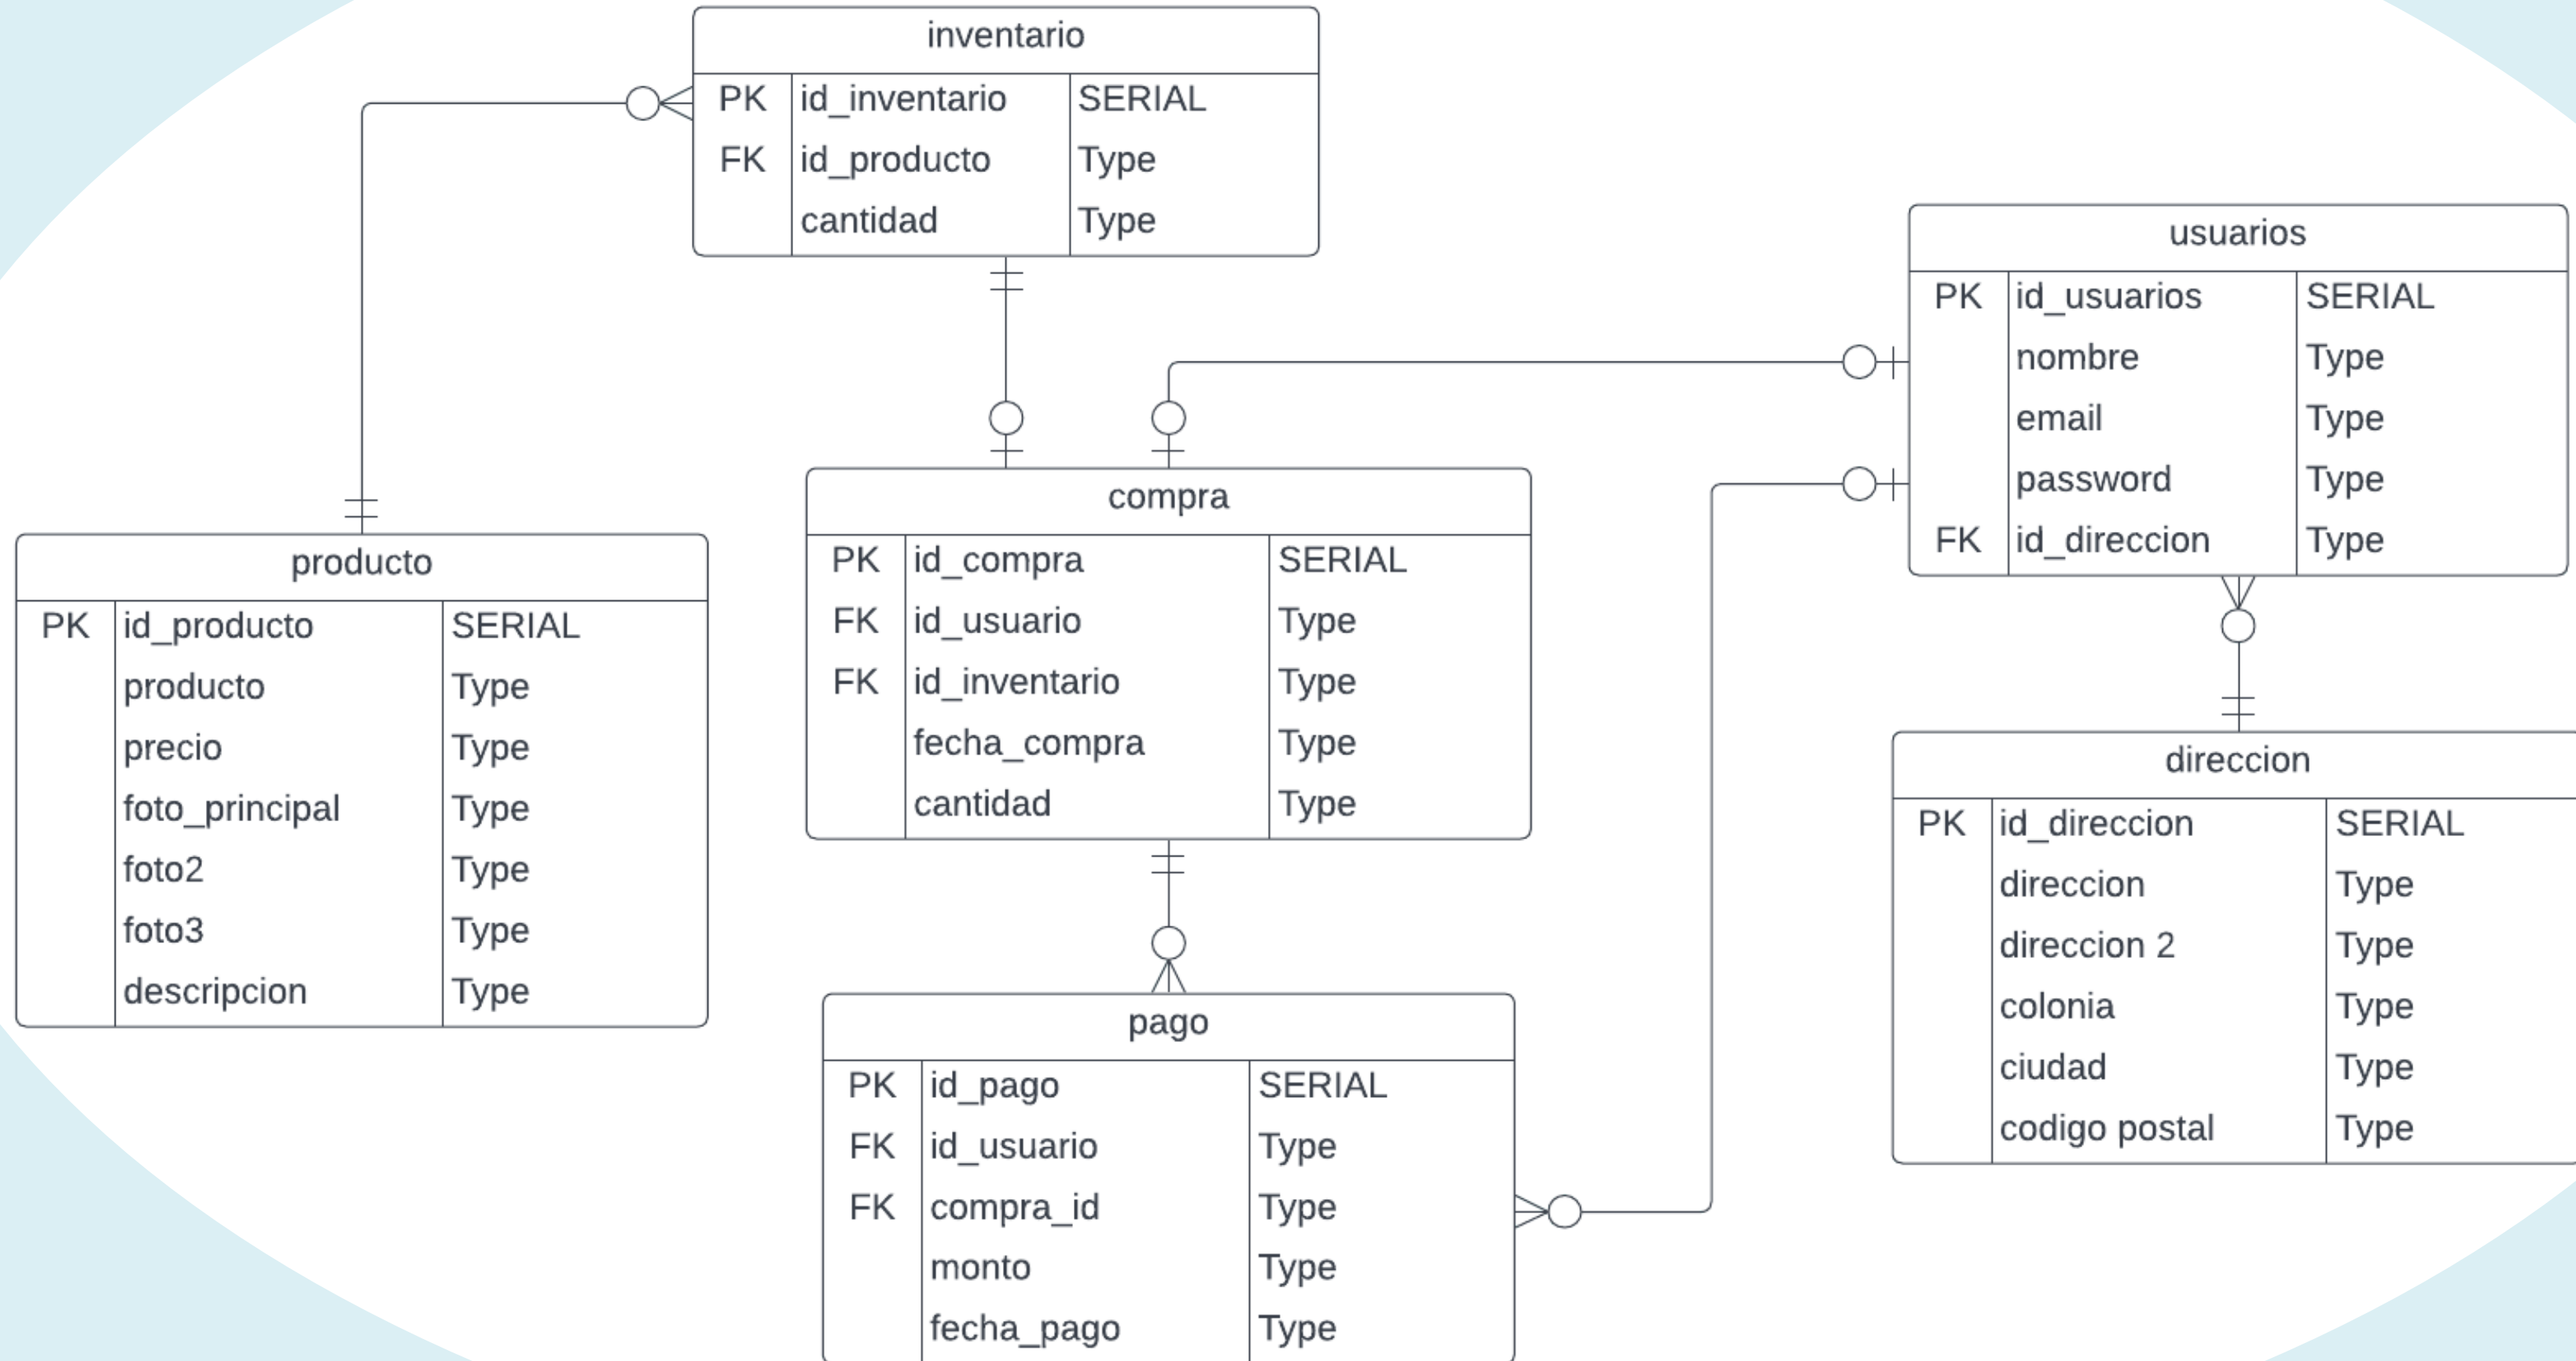 inventario
PK id_inventario SERIAL
FK id_producto Type
cantidad Type
usuarios
PK id_usuarios SERIAL
nombre Type
email Type
password Type
FK id_direccion Type
compra
PK id_compra SERIAL
FK id_usuario Type
FK id_inventario Type
fecha_compra Type
cantidad Type
producto
PK id_producto SERIAL
producto Type
precio Type
foto_principal Type
foto2 Type
foto3 Type
descripcion Type
direccion
PK id_direccion SERIAL
direccion Type
direccion 2 Type
colonia Type
ciudad Type
codigo postal Type
pago
PK id_pago SERIAL
FK id_usuario Type
FK compra_id Type
monto Type
fecha_pago Type